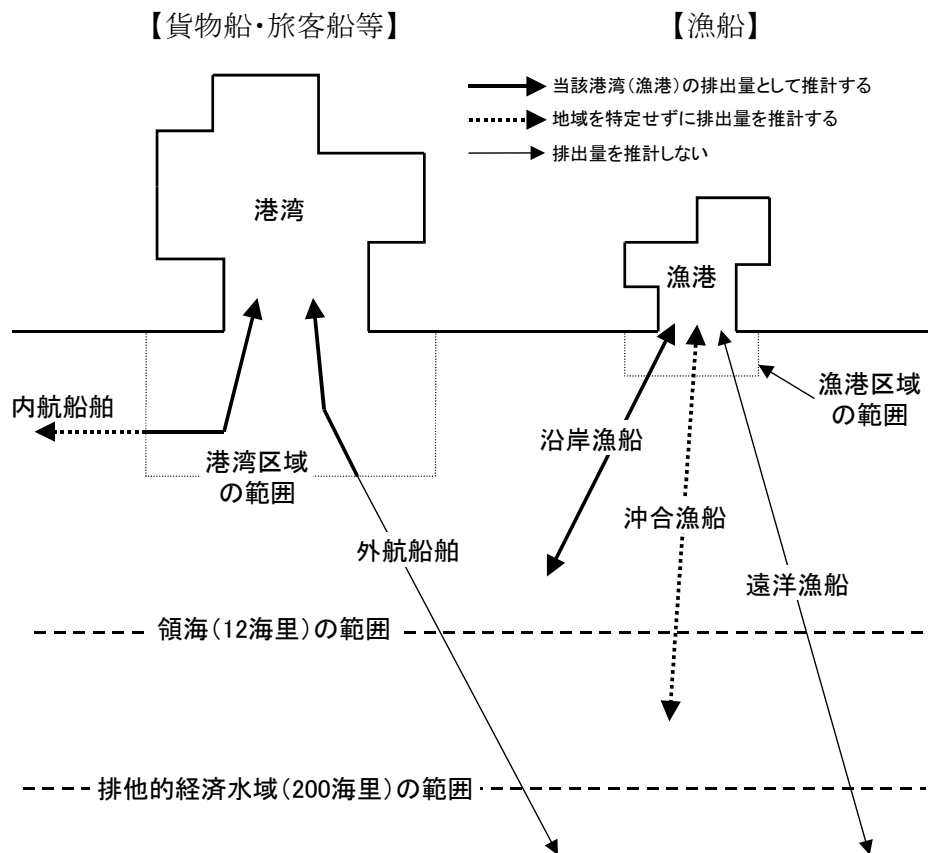 【貨物船・旅客船等】
【漁船】
当該港湾(漁港)の排出量として推計する
地域を特定せずに排出量を推計する
排出量を推計しない
港湾
漁港
内航船舶
港湾区域
の範囲
外航船舶
漁港区域
の範囲
沿岸漁船
沖合漁船
遠洋漁船
領海(12海里)の範囲
排他的経済水域(200海里)の範囲